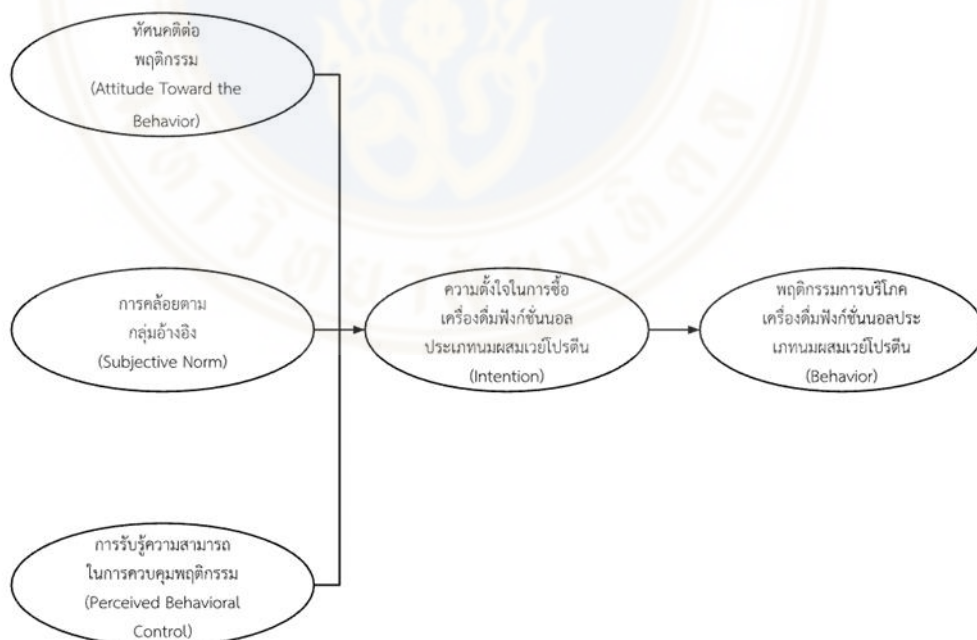 ทัศนคติต่อ
พฤติกรรม
(Attitude Toward the
Behavior)
การคล้อยตาม
กลุ่มอ้างอิง
(Subjective Norm)
ความตั้งใจในการซื้อ
เครื่องดื่มฟังก์ชั่นนอล
ประเภทนมผสมเวย์โปรตีน
(Intention)
พฤติกรรมการบริโภค
เครื่องดื่มฟังก์ชั่นนอลประ
เภทนมผสมเวย์โปรตีน
(Behavior)
การรับรู้ความสามารถ
ในการควบคุมพฤติกรรม
(Perceived Behavioral
Control)